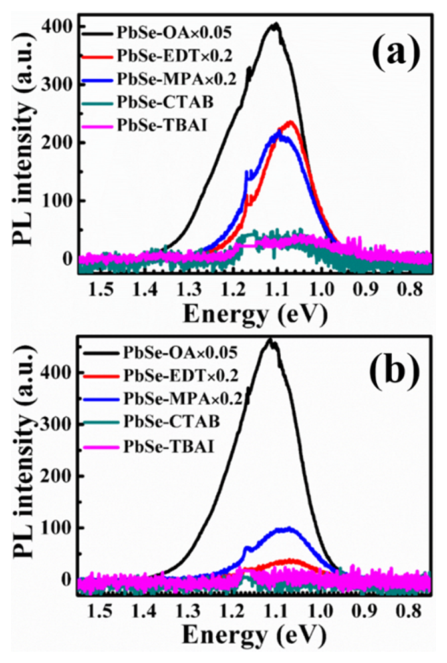 400
300
200
100
0
PL intensity (a.u.)
PbSe-OA×0.05
PbSe-EDT×0.2
PbSe-MPA×0.2
PbSe-CTAB
PbSe-TBAI
(a)
1.5 1.4 1.3 1.2 1.1 1.0 0.9 0.8
Energy (eV)
400
200
100
0
PL intensity (a.u.)
PbSe-OA×0.05
PbSe-EDT×0.2
PbSe-MPA×0.2
PbSe-CTAB
PbSe-TBAI
(b)
1.5 1.4 1.3 1.2 1.1 1.0 0.9 0.8
Energy (eV)